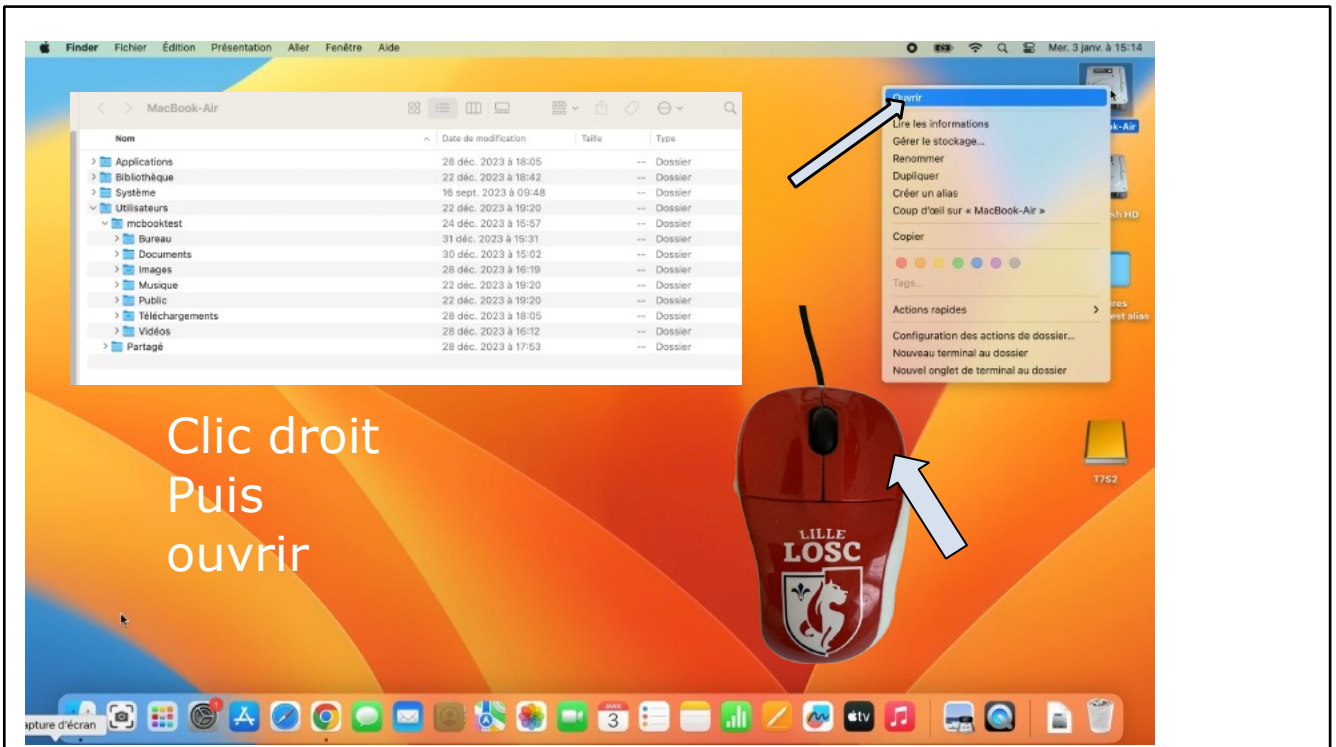 Finder Fichier Édition Présentation Aller Fenêtre Aide
Mer. 3 janv. à 15:14
MacBook-Air
Nom Date de modification Taille Type
Applications 28 déc. 2023 à 18:05 -- Dossier
Bibliothèque 22 déc. 2023 à 18:42 -- Dossier
Système 16 sept. 2023 à 09:48 -- Dossier
Utilisateurs 22 déc. 2023 à 19:20 -- Dossier
mcbooktest 24 déc. 2023 à 15:57 -- Dossier
Bureau 31 déc. 2023 à 15:31 -- Dossier
Documents 30 déc. 2023 à 15:02 -- Dossier
Images 28 déc. 2023 à 16:19 -- Dossier
Musique 22 déc. 2023 à 19:20 -- Dossier
Public 22 déc. 2023 à 19:20 -- Dossier
Téléchargements 28 déc. 2023 à 18:05 -- Dossier
Vidéos 28 déc. 2023 à 16:12 -- Dossier
Partagé 28 déc. 2023 à 17:53 -- Dossier
Ouvrir
Lire les informations
Gérer le stockage...
Renommer
Dupliquer
Créer un alias
Coup d'œil sur « MacBook-Air »
Copier
Tags...
Actions rapides
Configuration des actions de dossier...
Nouveau terminal au dossier
Nouvel onglet de terminal au dossier
k-Air
sh HD
est alias
T7S2
Clic droit
Puis
ouvrir
LILLE
LOSC
apture d'écran
JANV.
3
tv